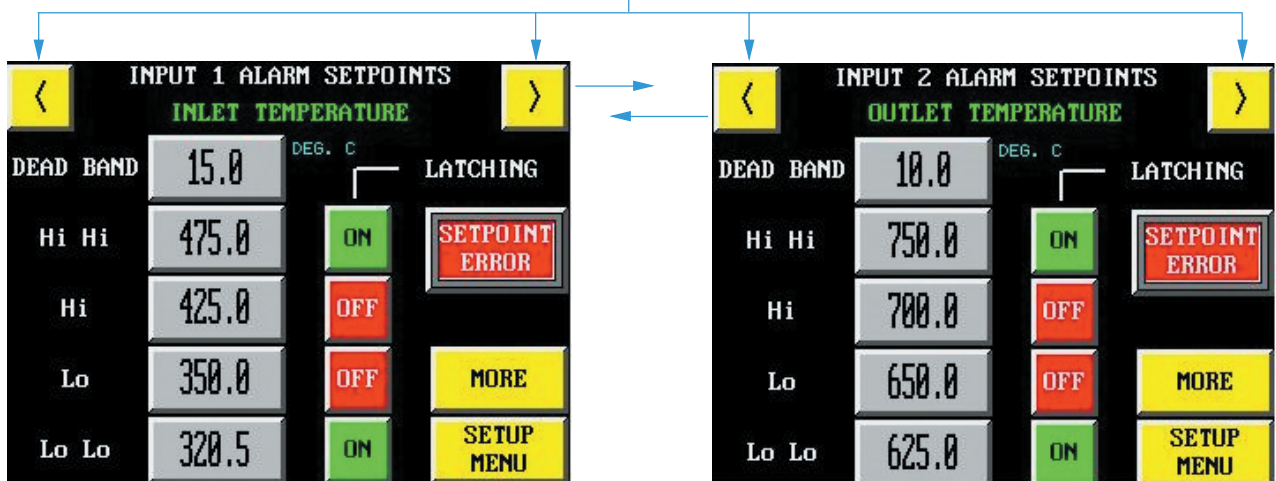 < INPUT 1 ALARM SETPOINTS >
INLET TEMPERATURE
DEAD BAND 15.0 DEG. C LATCHING
Hi Hi 475.0 ON SETPOINT
ERROR
Hi 425.0 OFF
Lo 350.0 OFF MORE
Lo Lo 320.5 ON SETUP
MENU
< INPUT 2 ALARM SETPOINTS >
OUTLET TEMPERATURE
DEAD BAND 10.0 DEG. C LATCHING
Hi Hi 750.0 ON SETPOINT
ERROR
Hi 700.0 OFF
Lo 650.0 OFF MORE
Lo Lo 625.0 ON SETUP
MENU